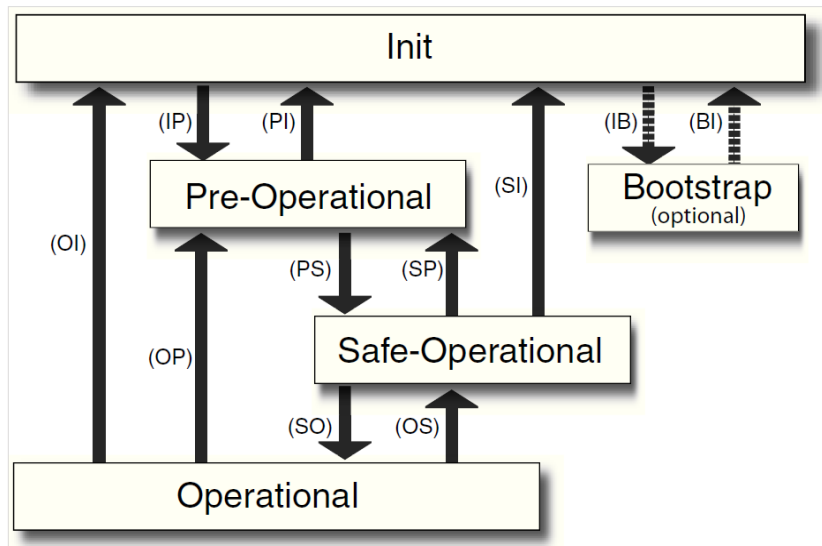 Init
(IP)
(PI)
(IB)
(BI)
Pre-Operational
(SI)
Bootstrap
(optional)
(OI)
(PS)
(SP)
Safe-Operational
(OP)
(SO)
(OS)
Operational